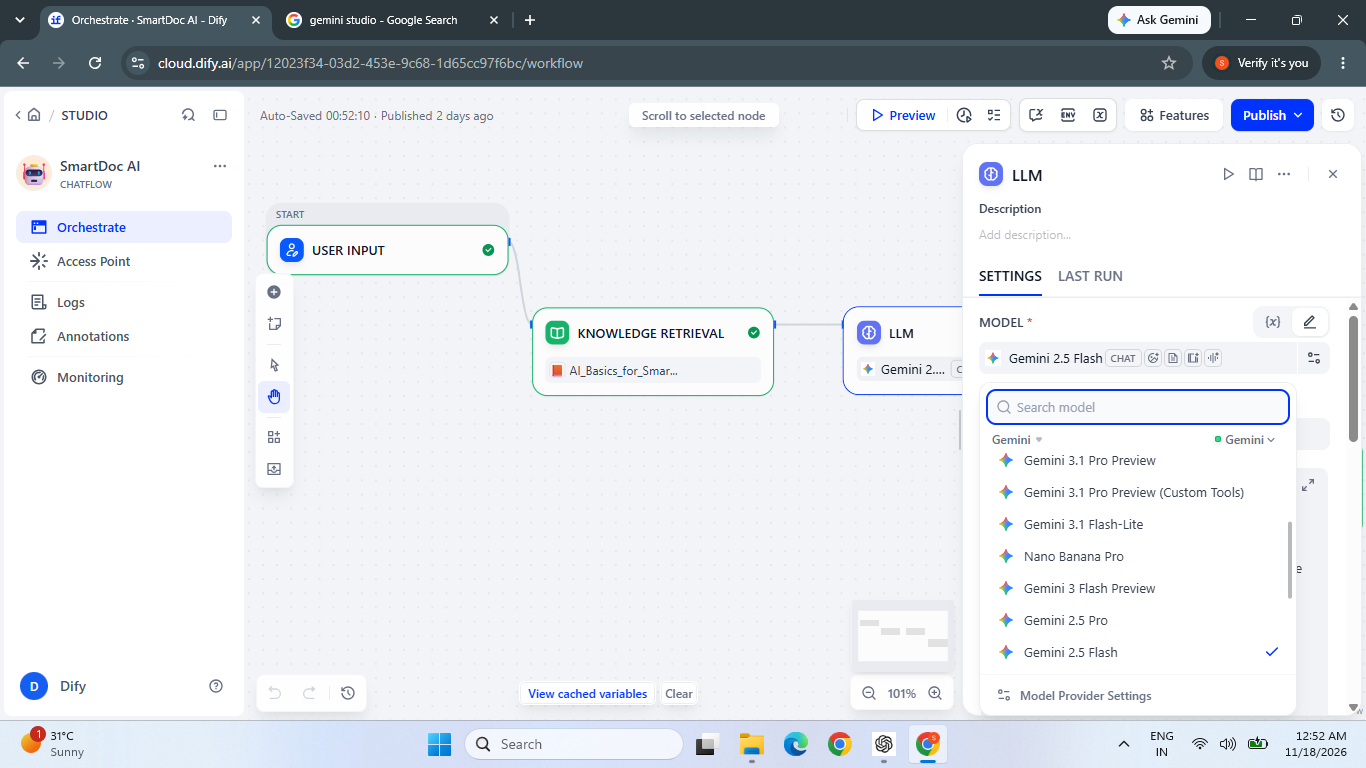 Orchestrate · SmartDoc AI - Dify
gemini studio - Google Search
Ask Gemini
cloud.dify.ai/app/12023f34-03d2-453e-9c68-1d65cc97f6bc/workflow
Verify it's you
/ STUDIO
SmartDoc AI
CHATFLOW
Orchestrate
Access Point
Logs
Annotations
Monitoring
D Dify
Auto-Saved 00:52:10 · Published 2 days ago
Scroll to selected node
Preview
ENV
Features
Publish
START
USER INPUT
KNOWLEDGE RETRIEVAL
AI_Basics_for_Smar...
LLM
Gemini 2....
View cached variables
Clear
101%
LLM
Description
Add description...
SETTINGS
LAST RUN
MODEL *
{x}
Gemini 2.5 Flash CHAT
Search model
Gemini
Gemini
Gemini 3.1 Pro Preview
Gemini 3.1 Pro Preview (Custom Tools)
Gemini 3.1 Flash-Lite
Nano Banana Pro
Gemini 3 Flash Preview
Gemini 2.5 Pro
Gemini 2.5 Flash
Model Provider Settings
1
31°C
Sunny
Search
ENG
IN
12:52 AM
11/18/2026